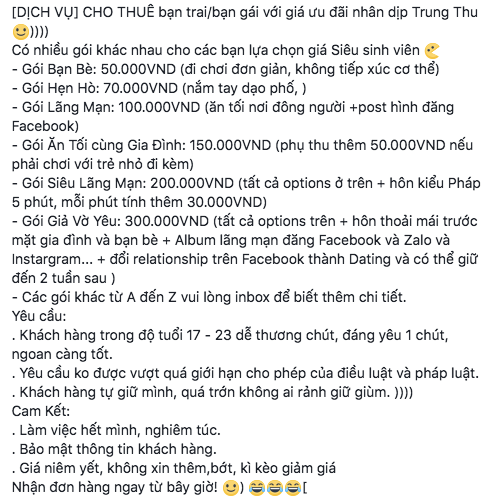 [DỊCH VỤ] CHO THUÊ bạn trai/bạn gái với giá ưu đãi nhân dịp Trung Thu
🙂))))
Có nhiều gói khác nhau cho các bạn lựa chọn giá Siêu sinh viên
- Gói Bạn Bè: 50.000VND (đi chơi đơn giản, không tiếp xúc cơ thể)
- Gói Hẹn Hò: 70.000VND (nắm tay dạo phố, )
- Gói Lãng Mạn: 100.000VND (ăn tối nơi đông người +post hình đăng
Facebook)
- Gói Ăn Tối cùng Gia Đình: 150.000VND (phụ thu thêm 50.000VND nếu
phải chơi với trẻ nhỏ đi kèm)
- Gói Siêu Lãng Mạn: 200.000VND (tất cả options ở trên + hôn kiểu Pháp
5 phút, mỗi phút tính thêm 30.000VND)
- Gói Giả Vờ Yêu: 300.000VND (tất cả options trên + hôn thoải mái trước
mặt gia đình và bạn bè + Album lãng mạn đăng Facebook và Zalo và
Instargram... + đổi relationship trên Facebook thành Dating và có thể giữ
đến 2 tuần sau )
- Các gói khác từ A đến Z vui lòng inbox để biết thêm chi tiết.
Yêu cầu:
. Khách hàng trong độ tuổi 17 - 23 dễ thương chút, đáng yêu 1 chút,
ngoan càng tốt.
. Yêu cầu ko được vượt quá giới hạn cho phép của điều luật và pháp luật.
. Khách hàng tự giữ mình, quá trớn không ai rảnh giữ giùm. ))))
Cam Kết:
. Làm việc hết mình, nghiêm túc.
. Bảo mật thông tin khách hàng.
. Giá niêm yết, không xin thêm,bớt, kì kèo giảm giá
Nhận đơn hàng ngay từ bây giờ! 🙂) 😂😂😂[